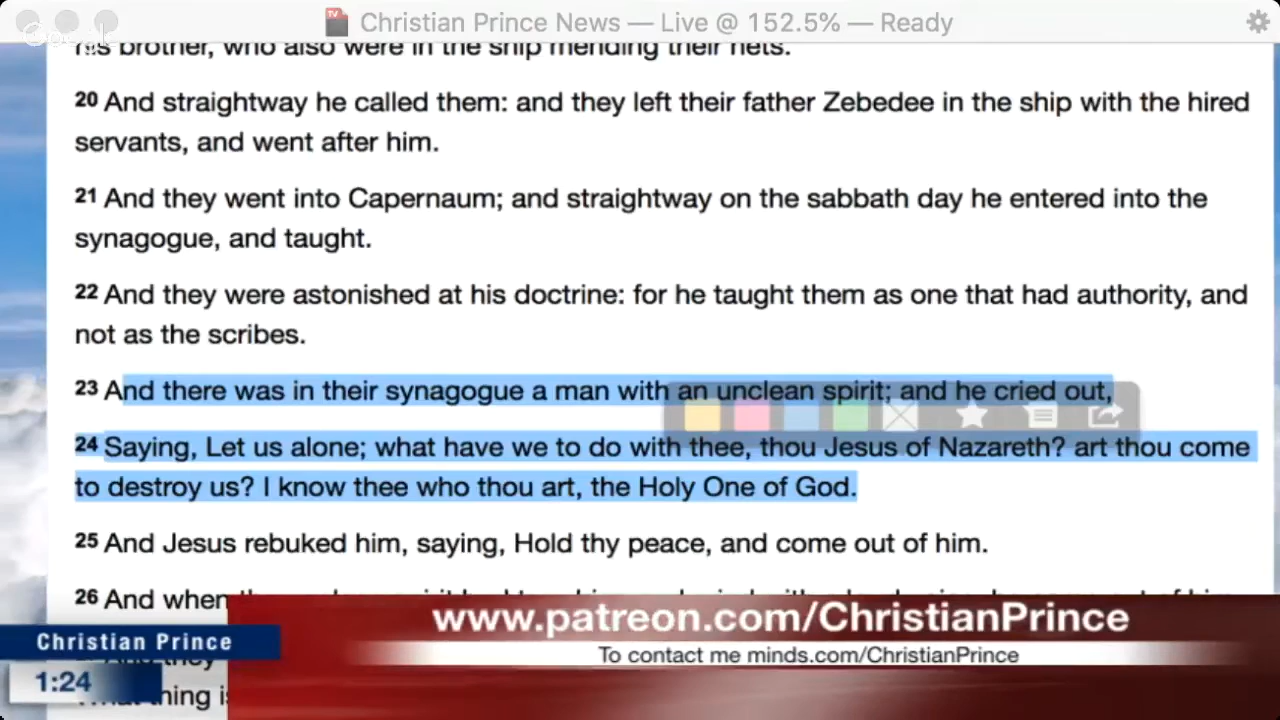 Christian Prince News — Live @ 152.5% — Ready
Google
his brother, who also were in the ship mending their nets.
20 And straightway he called them: and they left their father Zebedee in the ship with the hired
servants, and went after him.
21 And they went into Capernaum; and straightway on the sabbath day he entered into the
synagogue, and taught.
22 And they were astonished at his doctrine: for he taught them as one that had authority, and
not as the scribes.
23 And there was in their synagogue a man with an unclean spirit; and he cried out,
24 Saying, Let us alone; what have we to do with thee, thou Jesus of Nazareth? art thou come
to destroy us? I know thee who thou art, the Holy One of God.
25 And Jesus rebuked him, saying, Hold thy peace, and come out of him.
26 And when
www.patreon.com/ChristianPrince
To contact me minds.com/ChristianPrince
Christian Prince
And they
1:24
thing is